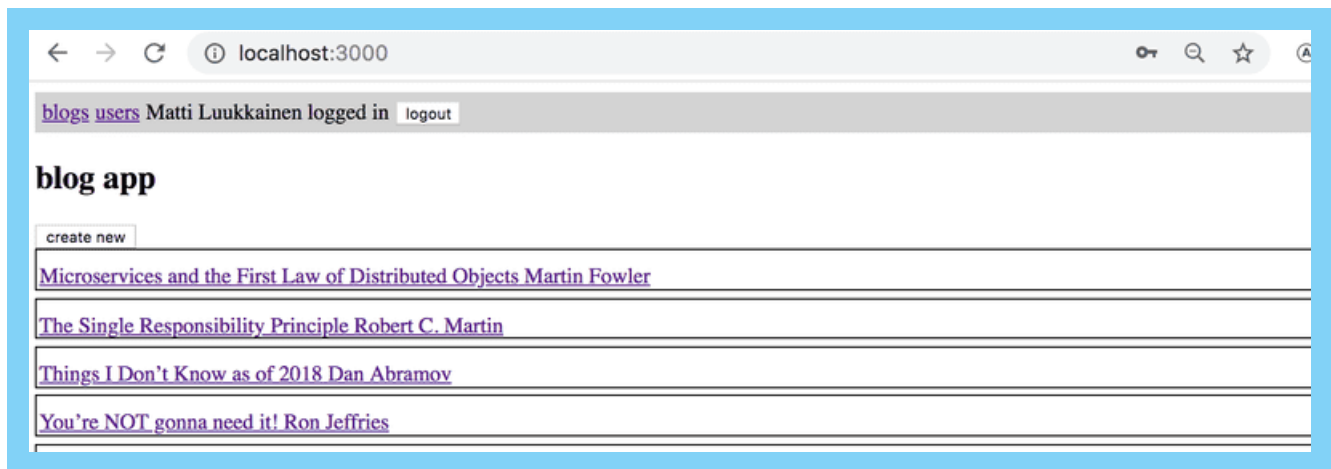 localhost:3000
blogs users Matti Luukkainen logged in logout
blog app
create new
Microservices and the First Law of Distributed Objects Martin Fowler
The Single Responsibility Principle Robert C. Martin
Things I Don’t Know as of 2018 Dan Abramov
You’re NOT gonna need it! Ron Jeffries